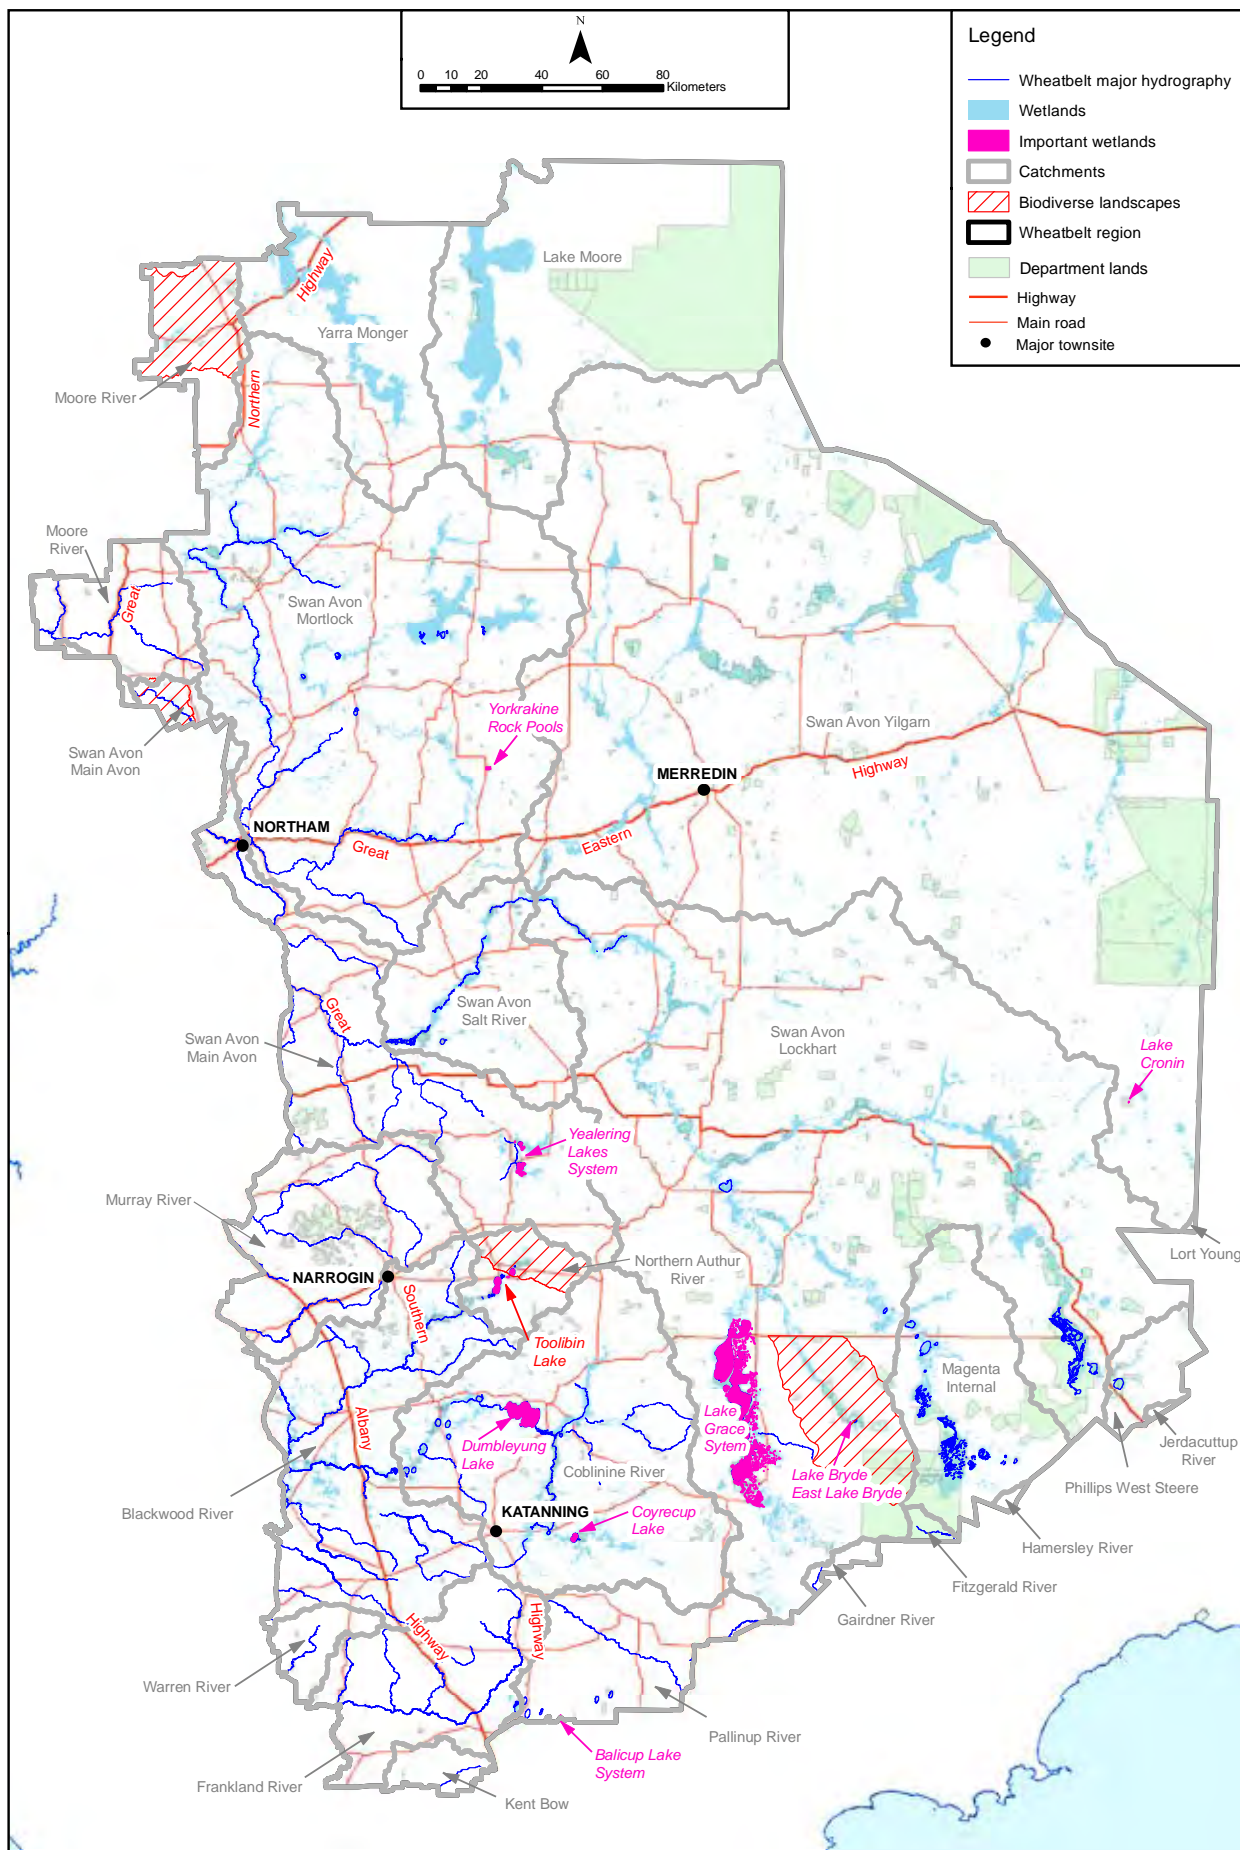 N
0 10 20 40 60 80
Kilometers
Legend
Wheatbelt major hydrography
Wetlands
Important wetlands
Catchments
Biodiverse landscapes
Wheatbelt region
Department lands
Highway
Main road
Major townsite
Lake Moore
Highway
Yarra Monger
Moore River
Northern
Moore
River
Great
Swan Avon
Mortlock
Yorkrakine
Rock Pools
Swan Avon Yilgarn
Swan Avon
Main Avon
MERREDIN
Highway
NORTHAM
Great
Eastern
Swan Avon
Salt River
Great
Swan Avon
Main Avon
Swan Avon
Lockhart
Lake
Cronin
Yealering
Lakes
System
Murray River
Lort Young
Northern Authur
River
NARROGIN
Southern
Toolibin
Lake
Magenta
Internal
Albany
Lake
Grace
Sytem
Dumbleyung
Lake
Jerdacuttup
River
Coblinine River
Lake Bryde
East Lake Bryde
Phillips West Steere
Blackwood River
KATANNING
Coyrecup
Lake
Hamersley River
Fitzgerald River
Gairdner River
Highway
Highway
Warren River
Pallinup River
Balicup Lake
System
Frankland River
Kent Bow